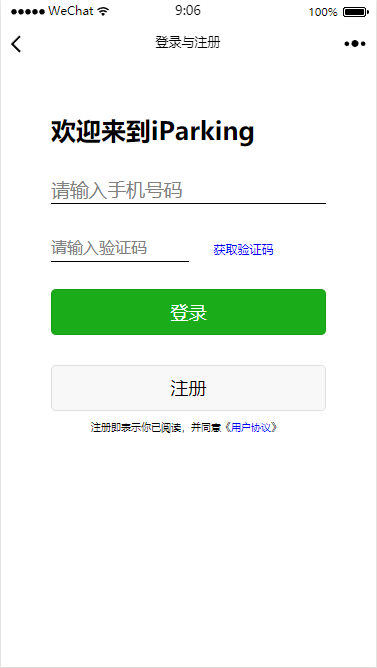 WeChat 9:06 100%
登录与注册
欢迎来到iParking
请输入手机号码
请输入验证码 获取验证码
登录
注册
注册即表示你已阅读，并同意《用户协议》